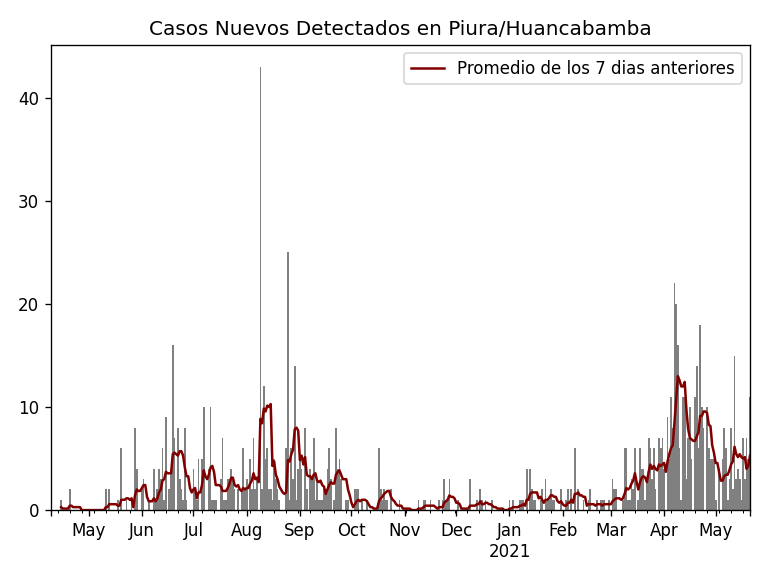 Casos Nuevos Detectados en Piura/Huancabamba
Promedio de los 7 dias anteriores
40
30
20
10
0
May Jun Jul Aug Sep Oct Nov Dec Jan Feb Mar Apr May
2021